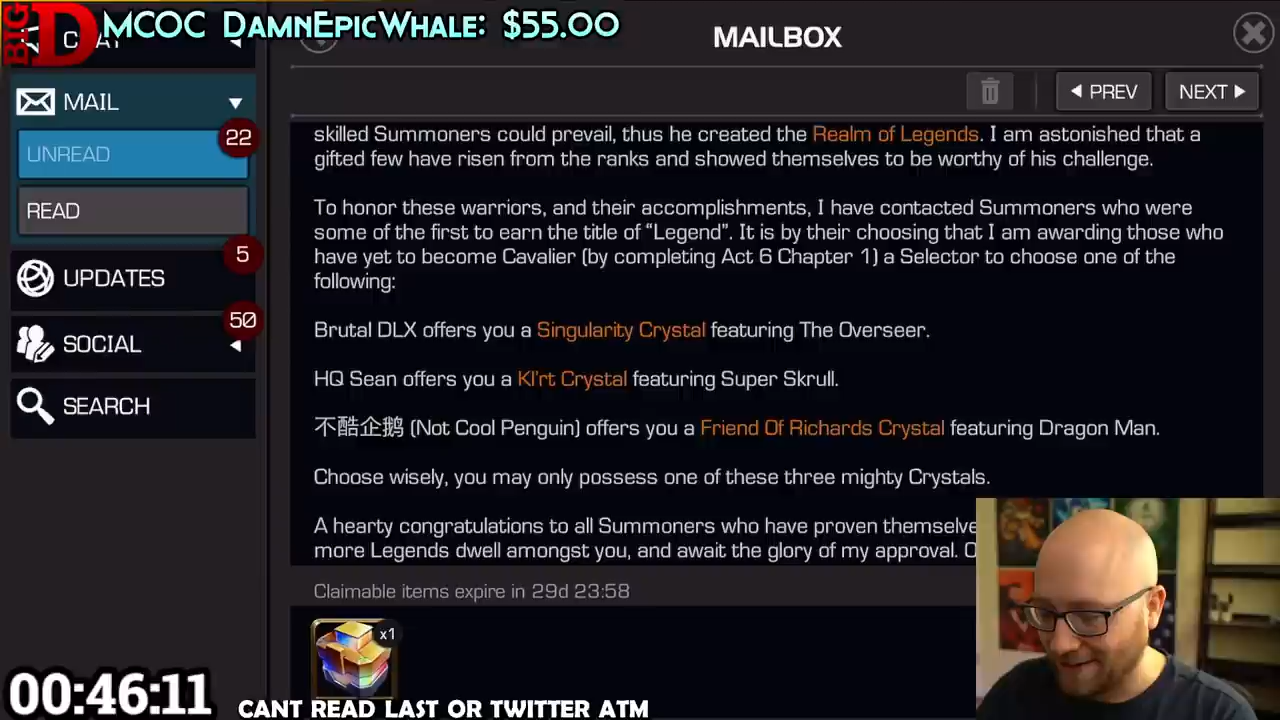 BIG D
MCOC DAMNEPICWHALE: $55.00
MAILBOX
MAIL
22
UNREAD
READ
5
UPDATES
50
SOCIAL
SEARCH
PREV
NEXT
skilled Summoners could prevail, thus he created the Realm of Legends. I am astonished that a
gifted few have risen from the ranks and showed themselves to be worthy of his challenge.
To honor these warriors, and their accomplishments, I have contacted Summoners who were
some of the first to earn the title of “Legend”. It is by their choosing that I am awarding those who
have yet to become Cavalier (by completing Act 6 Chapter 1) a Selector to choose one of the
following:
Brutal DLX offers you a Singularity Crystal featuring The Overseer.
HQ Sean offers you a Kl'rt Crystal featuring Super Skrull.
不酷企鹅 (Not Cool Penguin) offers you a Friend Of Richards Crystal featuring Dragon Man.
Choose wisely, you may only possess one of these three mighty Crystals.
A hearty congratulations to all Summoners who have proven
more Legends dwell amongst you, and await the glory of my approval.
Claimable items expire in 29d 23:58
x1
00:46:11
CANT READ LAST OR TWITTER ATM